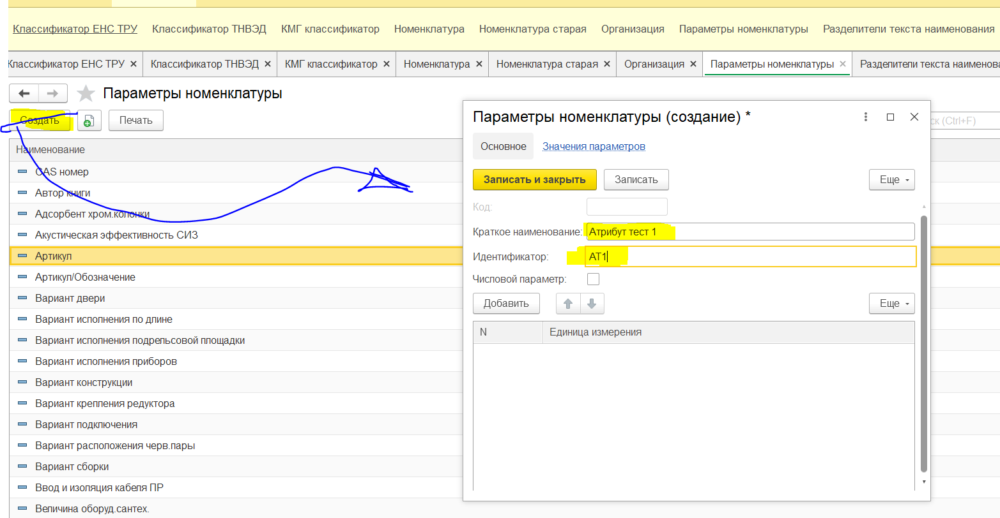 Классификатор ЕНС ТРУ Классификатор ТНВЭД КМГ классификатор Номенклатура Номенклатура старая Организация Параметры номенклатуры Разделители текста наименования
Классификатор ЕНС ТРУ × Классификатор ТНВЭД × КМГ классификатор × Номенклатура × Номенклатура старая × Организация × Параметры номенклатуры × Разделители текста наименова
Параметры номенклатуры
Создать Печать
ск (Ctrl+F)
Наименование
CAS номер
Автор книги
Адсорбент хром.колонки
Акустическая эффективность СИЗ
Артикул
Артикул/Обозначение
Вариант двери
Вариант исполнения по длине
Вариант исполнения подрельсовой площадки
Вариант исполнения приборов
Вариант конструкции
Вариант крепления редуктора
Вариант подключения
Вариант расположения черв.пары
Вариант сборки
Ввод и изоляция кабеля ПР
Величина оборуд.сантех.
Параметры номенклатуры (создание) *
Основное Значения параметров
Записать и закрыть Записать Еще
Код:
Краткое наименование: Атрибут тест 1
Идентификатор: АТ1
Числовой параметр:
Добавить Еще
N Единица измерения